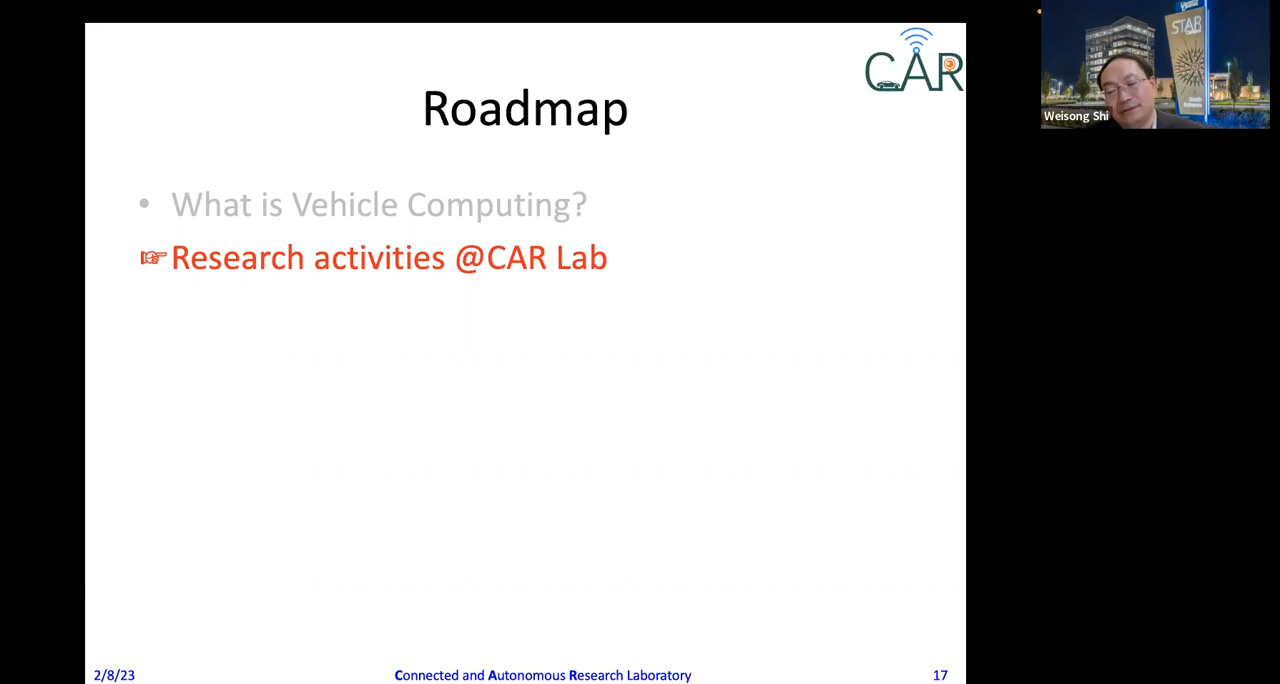 CAR
Roadmap
• What is Vehicle Computing?
☞Research activities @CAR Lab
2/8/23
Connected and Autonomous Research Laboratory
17
STAR
Weisong Shi